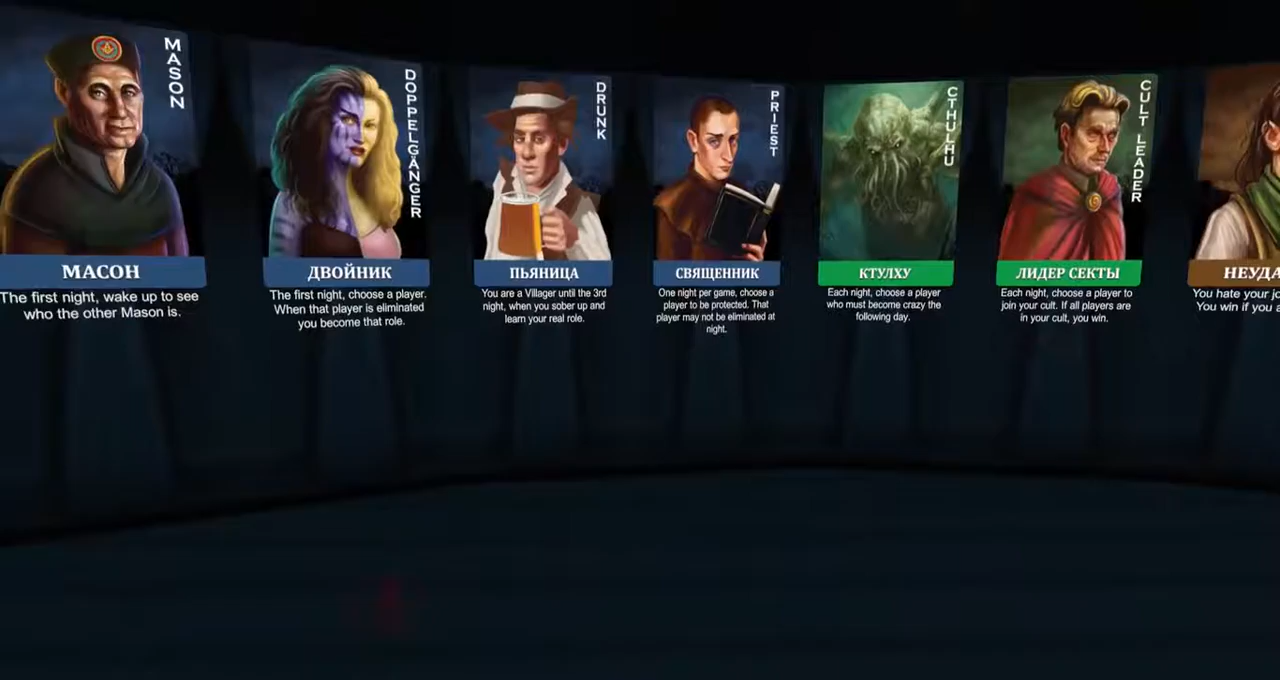 MASON
МАСОН
The first night, wake up to see
who the other Mason is.
DOPPELGÄNGER
ДВОЙНИК
The first night, choose a player.
When that player is eliminated
you become that role.
DRUNK
ПЬЯНИЦА
You are a Villager until the 3rd
night, when you sober up and
learn your real role.
PRIEST
СВЯЩЕННИК
One night per game, choose a
player to be protected. That
player may not be eliminated at
night.
CTHULHU
КТУЛХУ
Each night, choose a player
who must become crazy the
following day.
CULT LEADER
ЛИДЕР СЕКТЫ
Each night, choose a player to
join your cult. If all players are
in your cult, you win.
НЕУДА
You hate your
You win if you